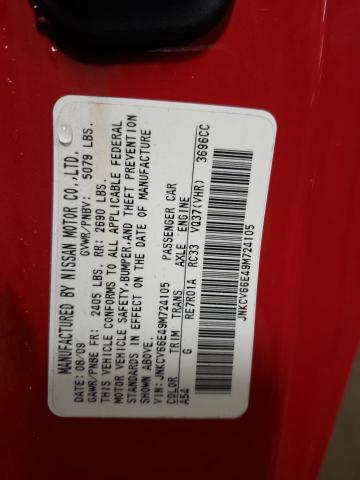 MANUFACTURED BY NISSAN MOTOR CO.,LTD.
DATE: 08/09 GVWR/PNBV: 5079 LBS.
GAWR/PNBE FR: 2405 LBS. RR: 2690 LBS.
THIS VEHICLE CONFORMS TO ALL APPLICABLE FEDERAL
MOTOR VEHICLE SAFETY,BUMPER,AND THEFT PREVENTION
STANDARDS IN EFFECT ON THE DATE OF MANUFACTURE
SHOWN ABOVE.
VIN: JNKCV66E49M724105 PASSENGER CAR
COLOR TRIM TRANS AXLE ENGINE
A54 G RE7R01A RC33 VQ37(VHR) 3696CC
JNKCV66E49M724105